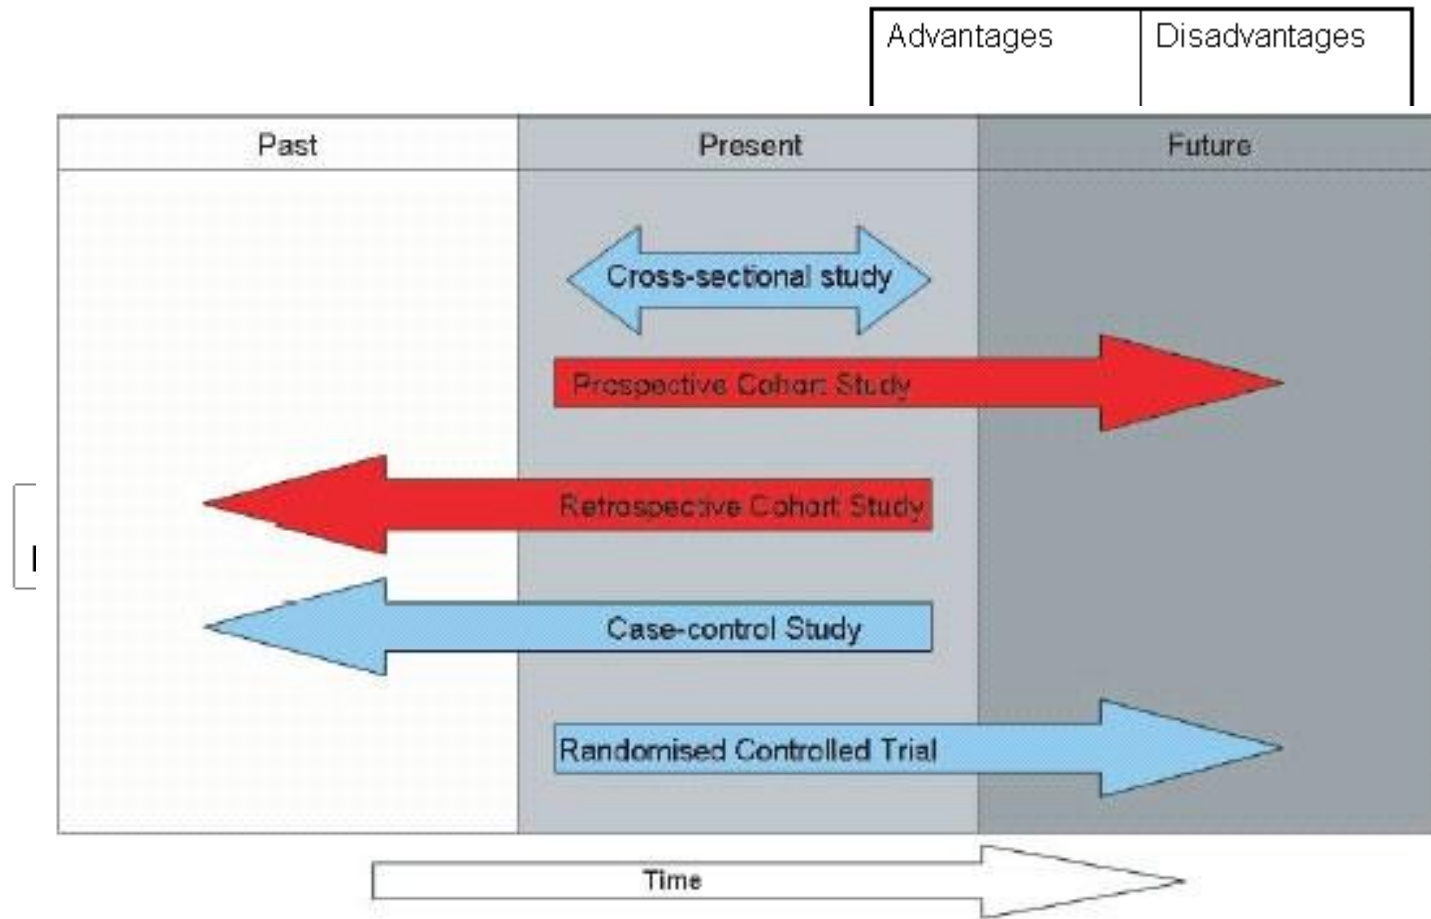 Advantages
Disadvantages
Past
Present
Future
Cross-sectional study
Prospective Cohort Study
Retrospective Cohort Study
Case-control Study
Randomised Controlled Trial
Time